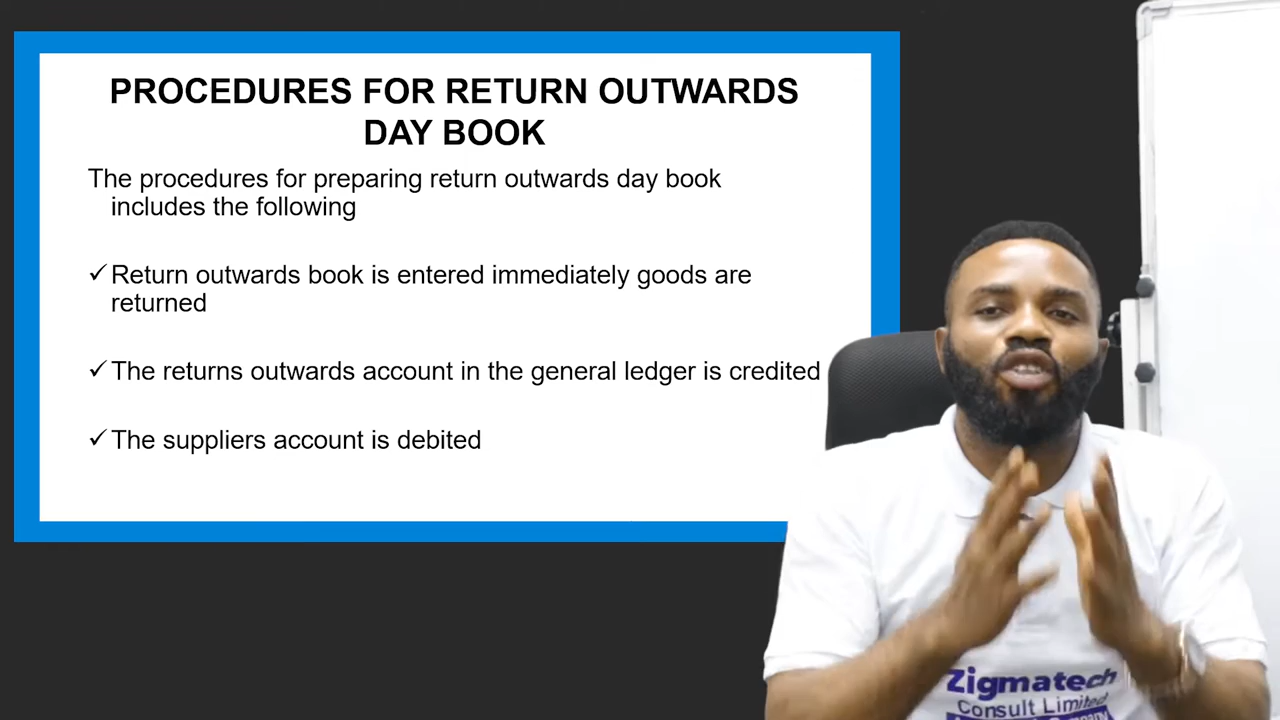 PROCEDURES FOR RETURN OUTWARDS
DAY BOOK
The procedures for preparing return outwards day book
includes the following
✓ Return outwards book is entered immediately goods are
returned
✓ The returns outwards account in the general ledger is credited
✓ The suppliers account is debited
Zigmatech
Consult Limited